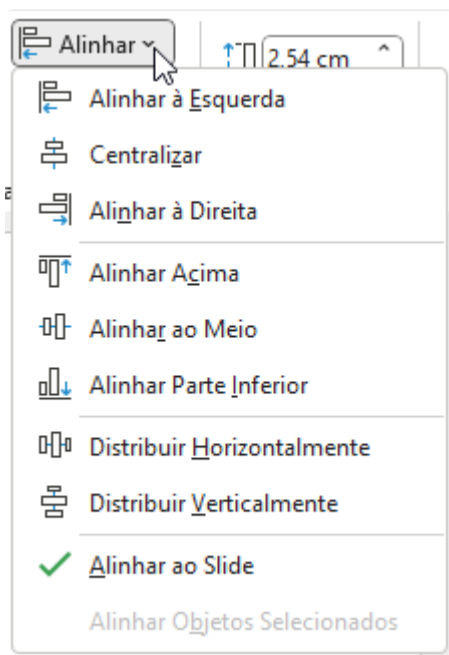 Alinhar
2,54 cm
Alinhar à Esquerda
Centralizar
Alinhar à Direita
Alinhar Acima
Alinhar ao Meio
Alinhar Parte Inferior
Distribuir Horizontalmente
Distribuir Verticalmente
Alinhar ao Slide
Alinhar Objetos Selecionados